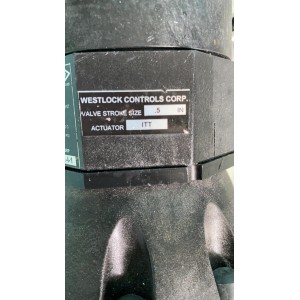 WESTLOCK CONTROLS CORP.
VALVE STROKE SIZE .5 IN
ACTUATOR ITT